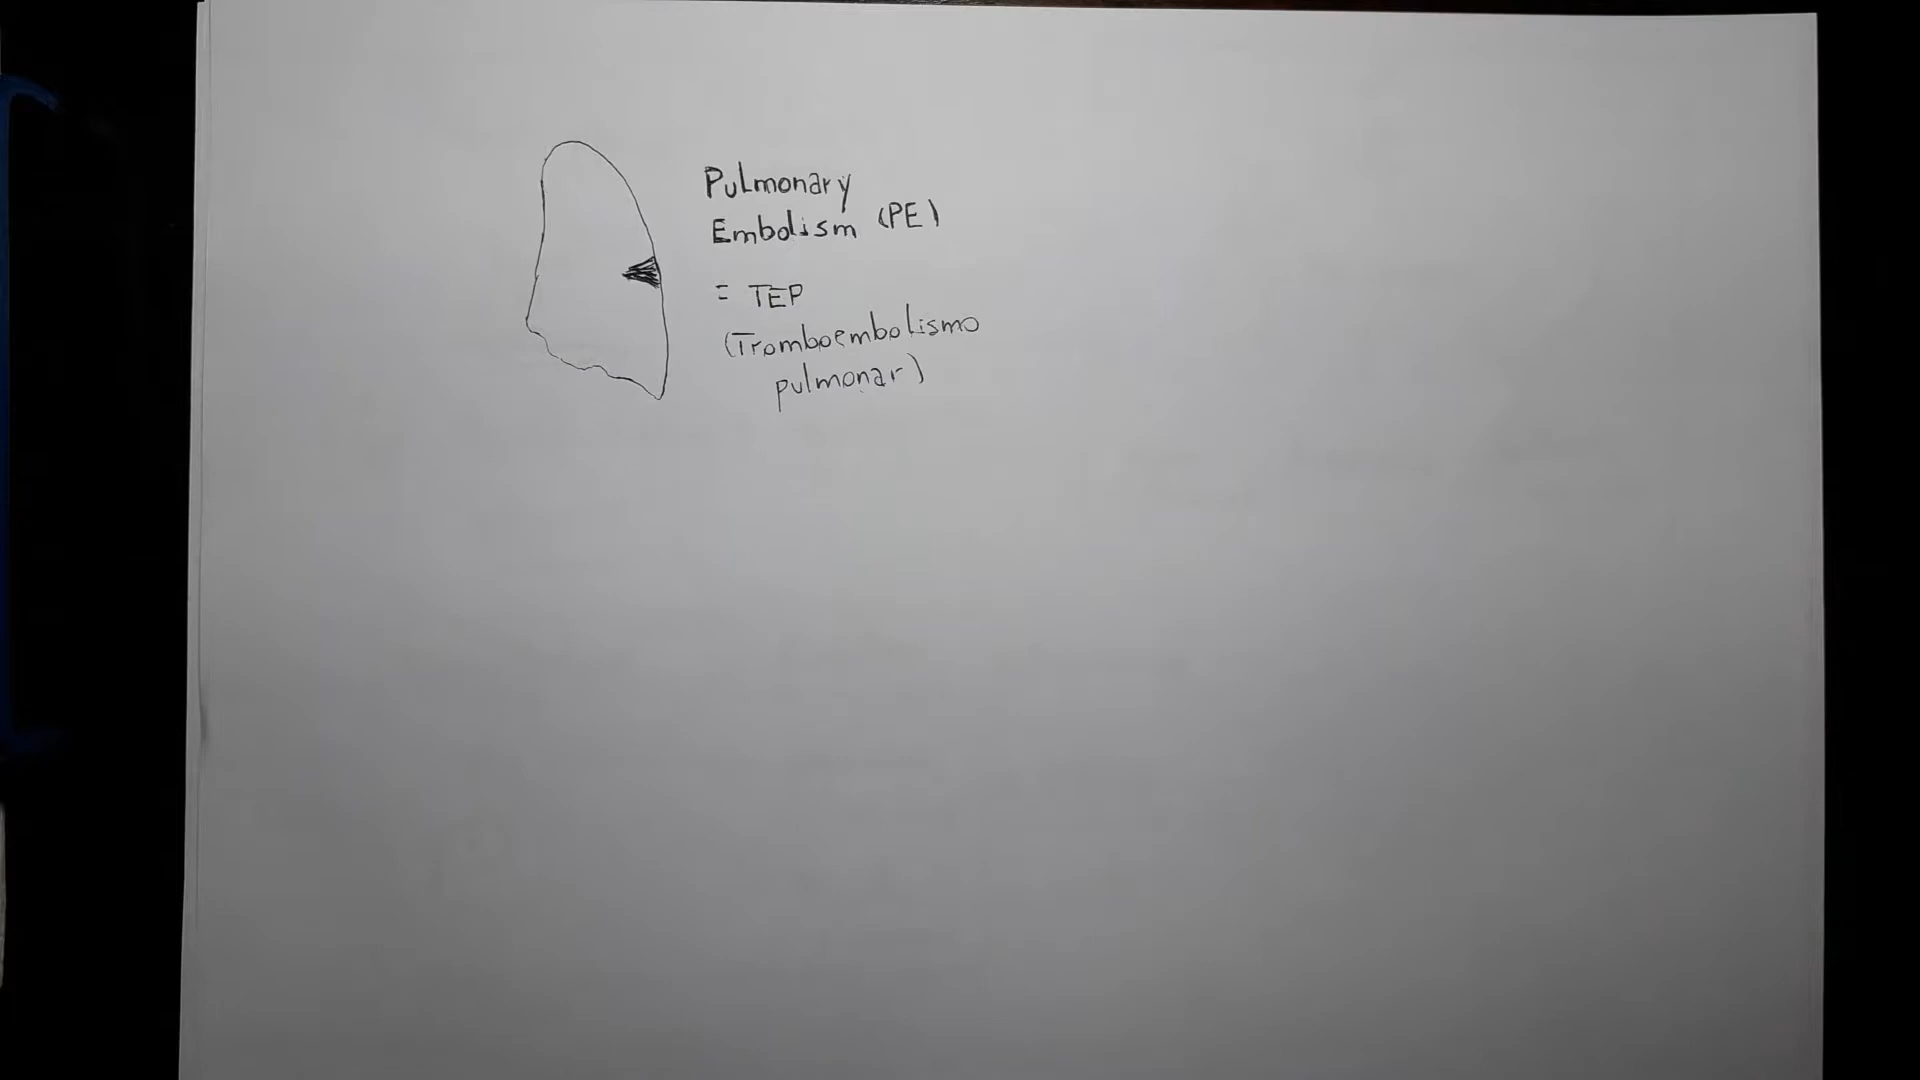 Pulmonary
Embolism (PE)
= TEP
(Tromboembolismo
pulmonar)